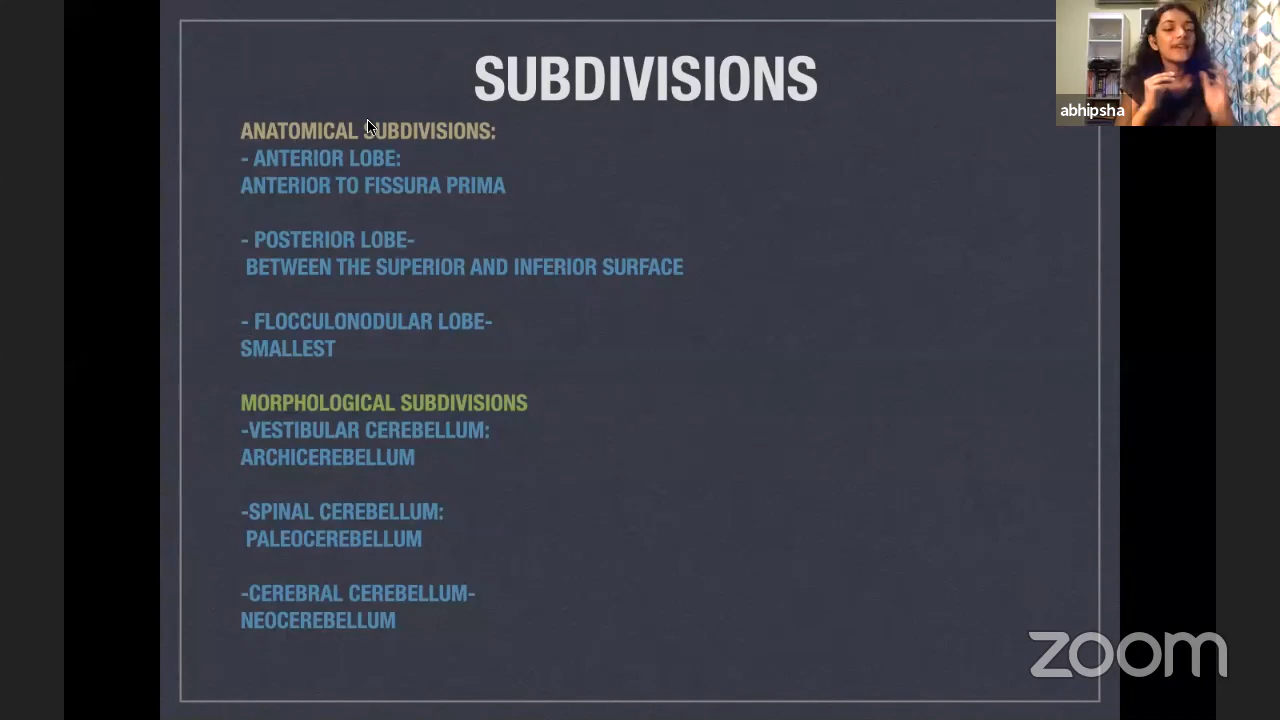 SUBDIVISIONS
ANATOMICAL SUBDIVISIONS:
- ANTERIOR LOBE:
ANTERIOR TO FISSURA PRIMA
- POSTERIOR LOBE-
BETWEEN THE SUPERIOR AND INFERIOR SURFACE
- FLOCCULONODULAR LOBE-
SMALLEST
MORPHOLOGICAL SUBDIVISIONS
-VESTIBULAR CEREBELLUM:
ARCHICEREBELLUM
-SPINAL CEREBELLUM:
PALEOCEREBELLUM
-CEREBRAL CEREBELLUM-
NEOCEREBELLUM
abhipsha
zoom